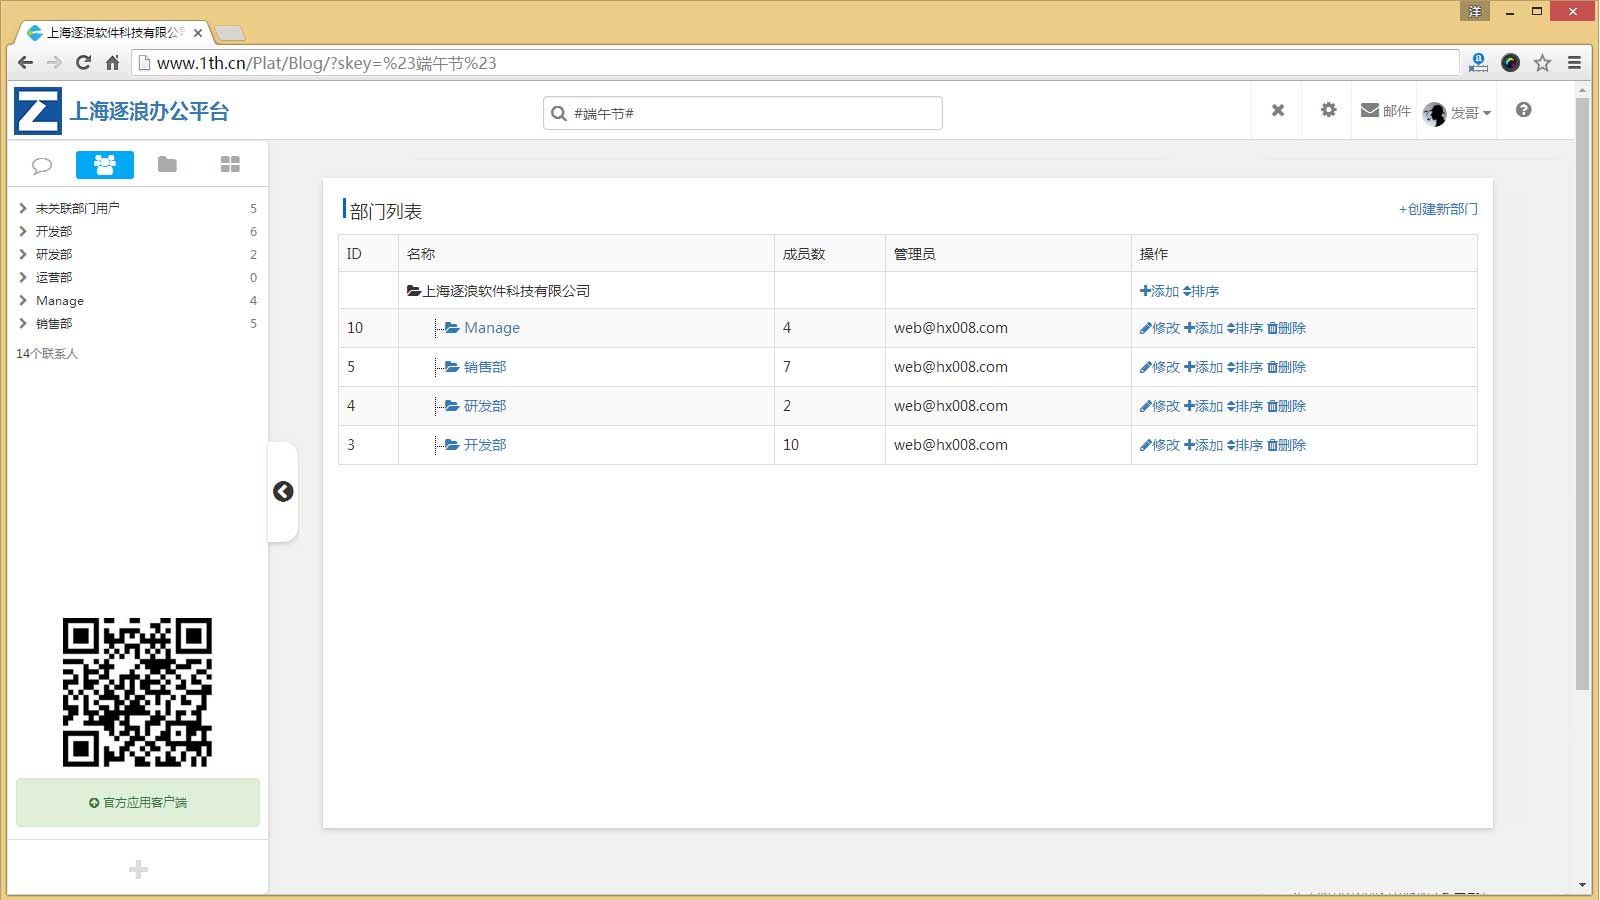 洋
上海逐浪软件科技有限公
www.1th.cn/Plat/Blog/?skey=%23端午节%23
上海逐浪办公平台
#端午节#
邮件
发哥
未关联部门用户 5
开发部 6
研发部 2
运营部 0
Manage 4
销售部 5
14个联系人
官方应用客户端
部门列表
+创建新部门
ID 名称 成员数 管理员 操作
上海逐浪软件科技有限公司 添加 排序
10 Manage 4 web@hx008.com 修改 添加 排序 删除
5 销售部 7 web@hx008.com 修改 添加 排序 删除
4 研发部 2 web@hx008.com 修改 添加 排序 删除
3 开发部 10 web@hx008.com 修改 添加 排序 删除